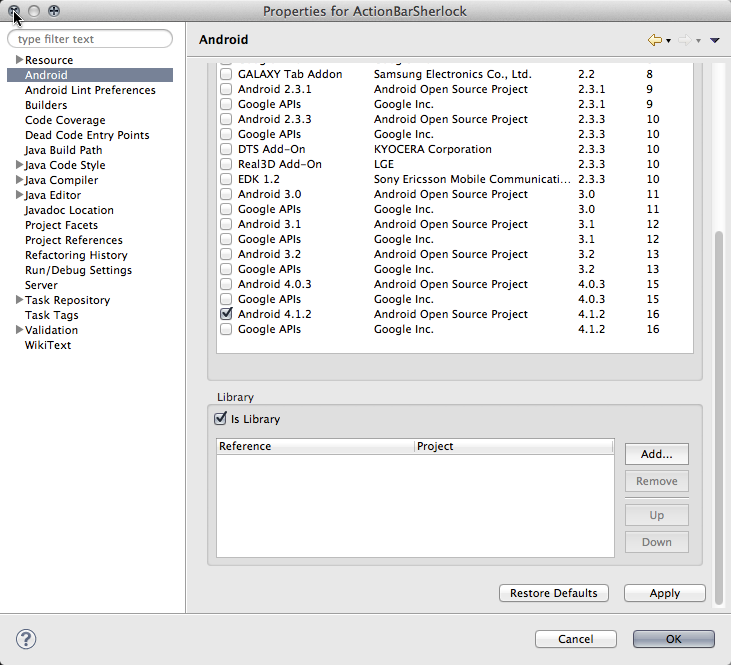 Properties for ActionBarSherlock
type filter text
Resource
Android
Android Lint Preferences
Builders
Code Coverage
Dead Code Entry Points
Java Build Path
Java Code Style
Java Compiler
Java Editor
Javadoc Location
Project Facets
Project References
Refactoring History
Run/Debug Settings
Server
Task Repository
Task Tags
Validation
WikiText
Android
GALAXY Tab Addon Samsung Electronics Co., Ltd. 2.2 8
Android 2.3.1 Android Open Source Project 2.3.1 9
Google APIs Google Inc. 2.3.1 9
Android 2.3.3 Android Open Source Project 2.3.3 10
Google APIs Google Inc. 2.3.3 10
DTS Add-On KYOCERA Corporation 2.3.3 10
Real3D Add-On LGE 2.3.3 10
EDK 1.2 Sony Ericsson Mobile Communicati... 2.3.3 10
Android 3.0 Android Open Source Project 3.0 11
Google APIs Google Inc. 3.0 11
Android 3.1 Android Open Source Project 3.1 12
Google APIs Google Inc. 3.1 12
Android 3.2 Android Open Source Project 3.2 13
Google APIs Google Inc. 3.2 13
Android 4.0.3 Android Open Source Project 4.0.3 15
Google APIs Google Inc. 4.0.3 15
Android 4.1.2 Android Open Source Project 4.1.2 16
Google APIs Google Inc. 4.1.2 16
Library
Is Library
Reference Project
Add...
Remove
Up
Down
Restore Defaults Apply
? Cancel OK